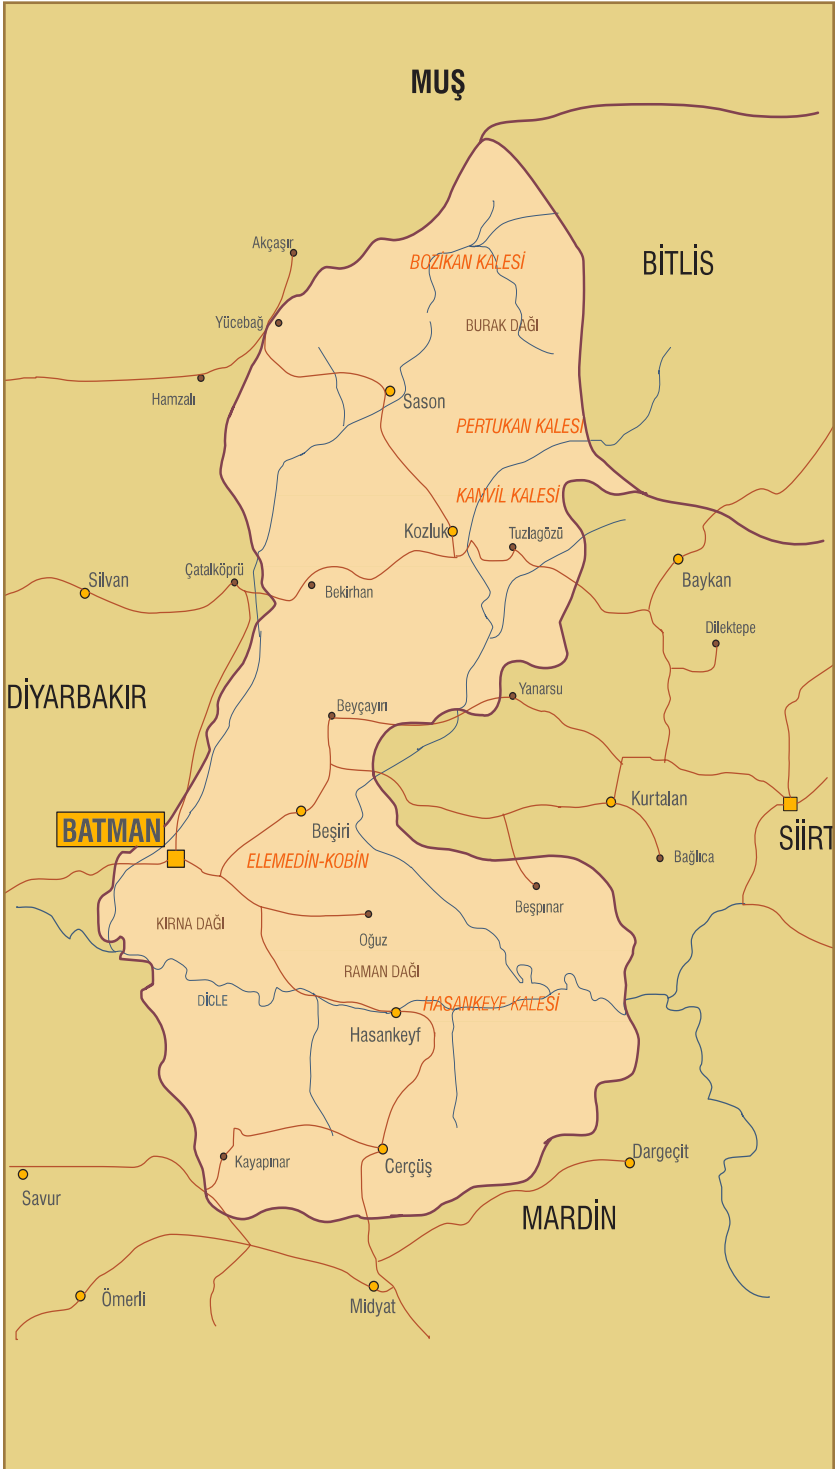 MUŞ
Akçaşır
BİTLİS
BOZİKAN KALESİ
Yücebağ
BURAK DAĞI
Hamzalı
Sason
PERTUKAN KALESİ
KANVİL KALESİ
Kozluk
Tuzlagözü
Silvan
Çatalköprü
Bekirhan
Baykan
Dilektepe
DİYARBAKIR
Yanarsu
Beyçayırı
Kurtalan
BATMAN
Beşiri
SİİRT
ELEMEDİN-KOBİN
Bağlıca
Beşpınar
KIRNA DAĞI
Oğuz
RAMAN DAĞI
DİCLE
HASANKEYF KALESİ
Hasankeyf
Kayapınar
Cerçüş
Dargeçit
Savur
MARDİN
Ömerli
Midyat